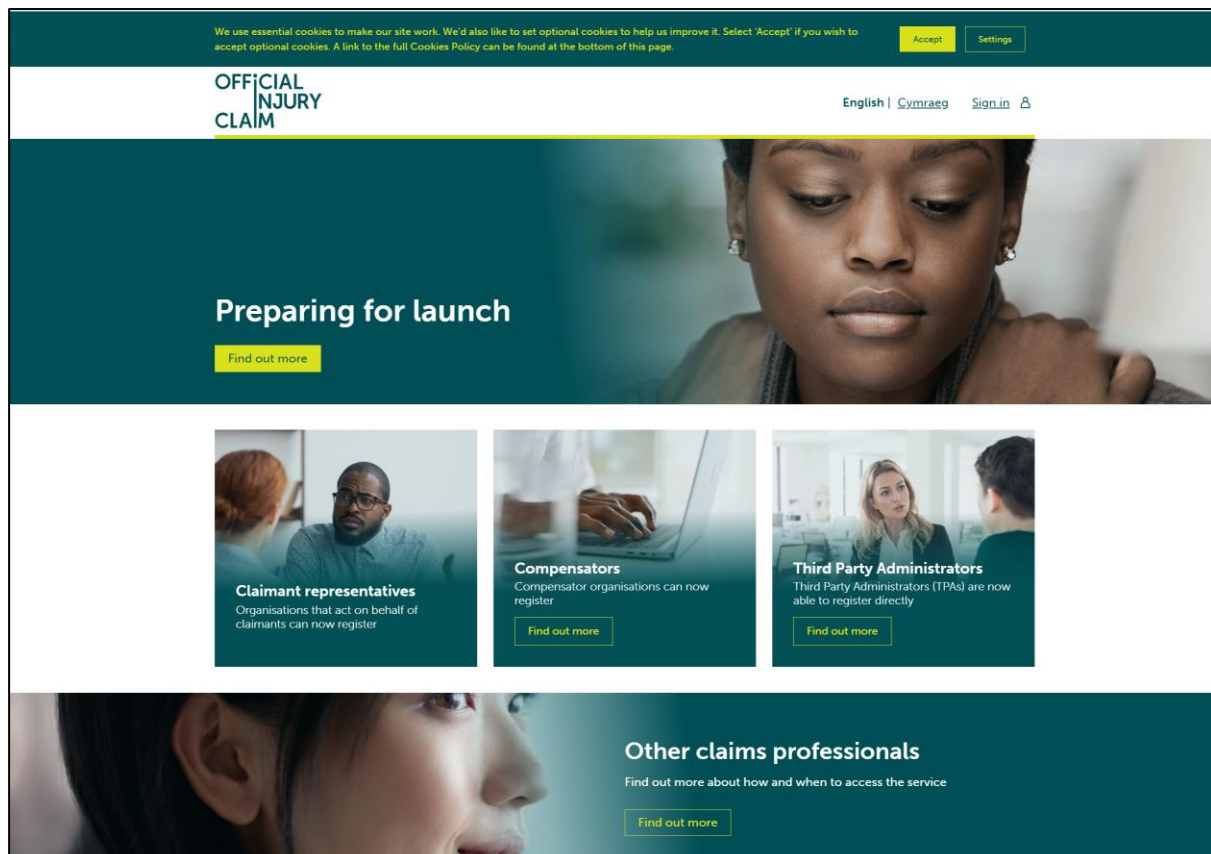 We use essential cookies to make our site work. We'd also like to set optional cookies to help us improve it. Select 'Accept' if you wish to
accept optional cookies. A link to the full Cookies Policy can be found at the bottom of this page.
Accept
Settings
OFFiCIAL
INJURY
CLAIM
English | Cymraeg
Sign in
Preparing for launch
Find out more
Claimant representatives
Organisations that act on behalf of
claimants can now register
Compensators
Compensator organisations can now
register
Find out more
Third Party Administrators
Third Party Administrators (TPAs) are now
able to register directly
Find out more
Other claims professionals
Find out more about how and when to access the service
Find out more